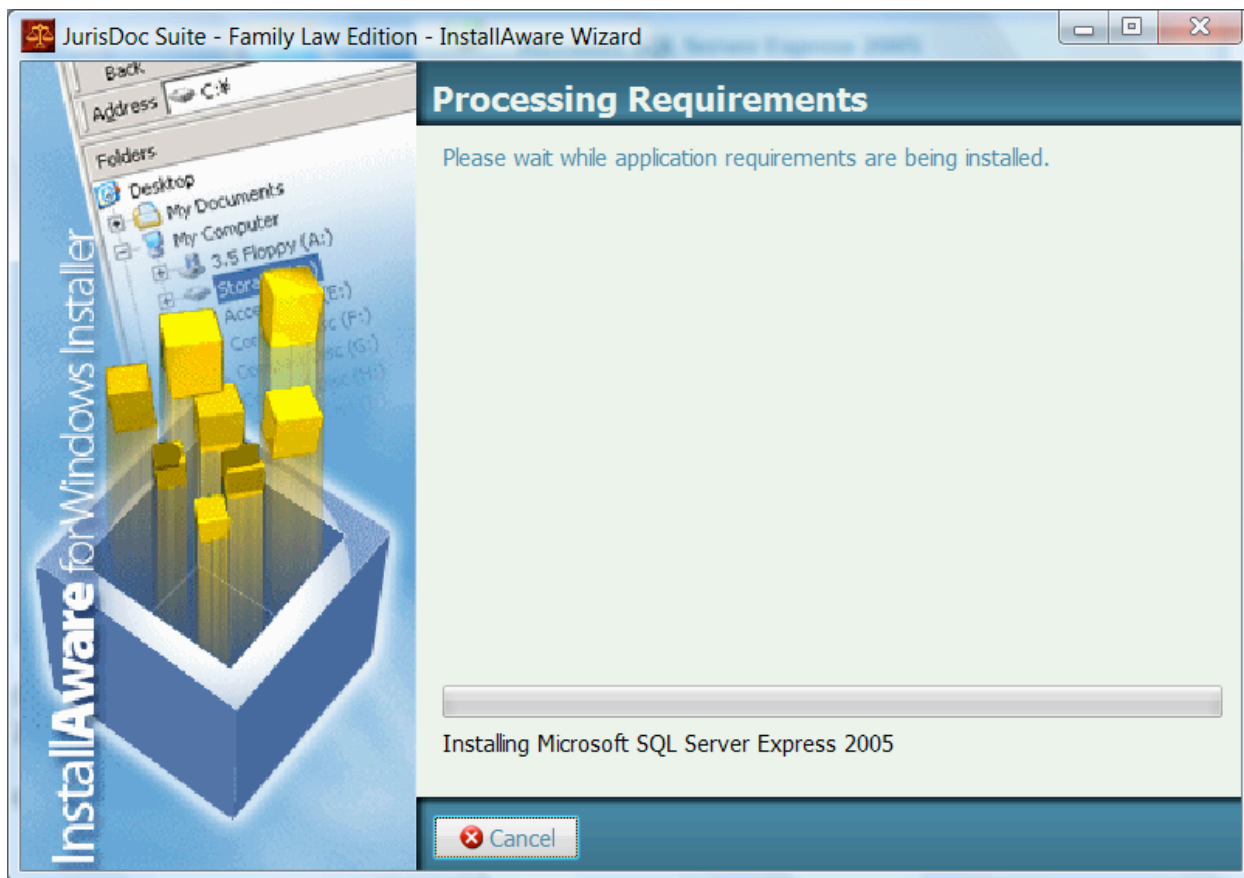 JurisDoc Suite - Family Law Edition - InstallAware Wizard
Back
Address C:¥
Folders
Desktop
My Documents
My Computer
3.5 Floppy (A:)
Stora
(E:)
(F:)
(G:)
(H:)
InstallAware for Windows Installer
Processing Requirements
Please wait while application requirements are being installed.
Installing Microsoft SQL Server Express 2005
Cancel